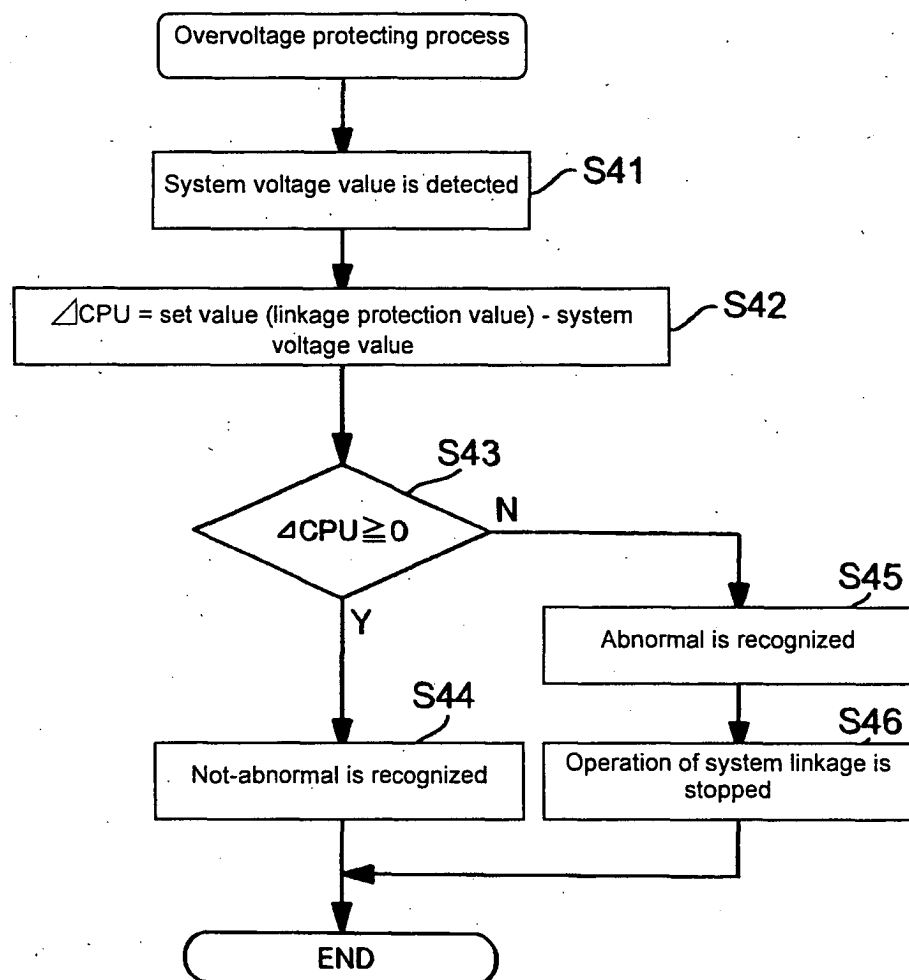 Overvoltage protecting process
System voltage value is detected
S41
⊿CPU = set value (linkage protection value) - system
voltage value
S42
S43
⊿CPU≧0
N
Y
S45
Abnormal is recognized
S44
Not-abnormal is recognized
S46
Operation of system linkage is
stopped
END